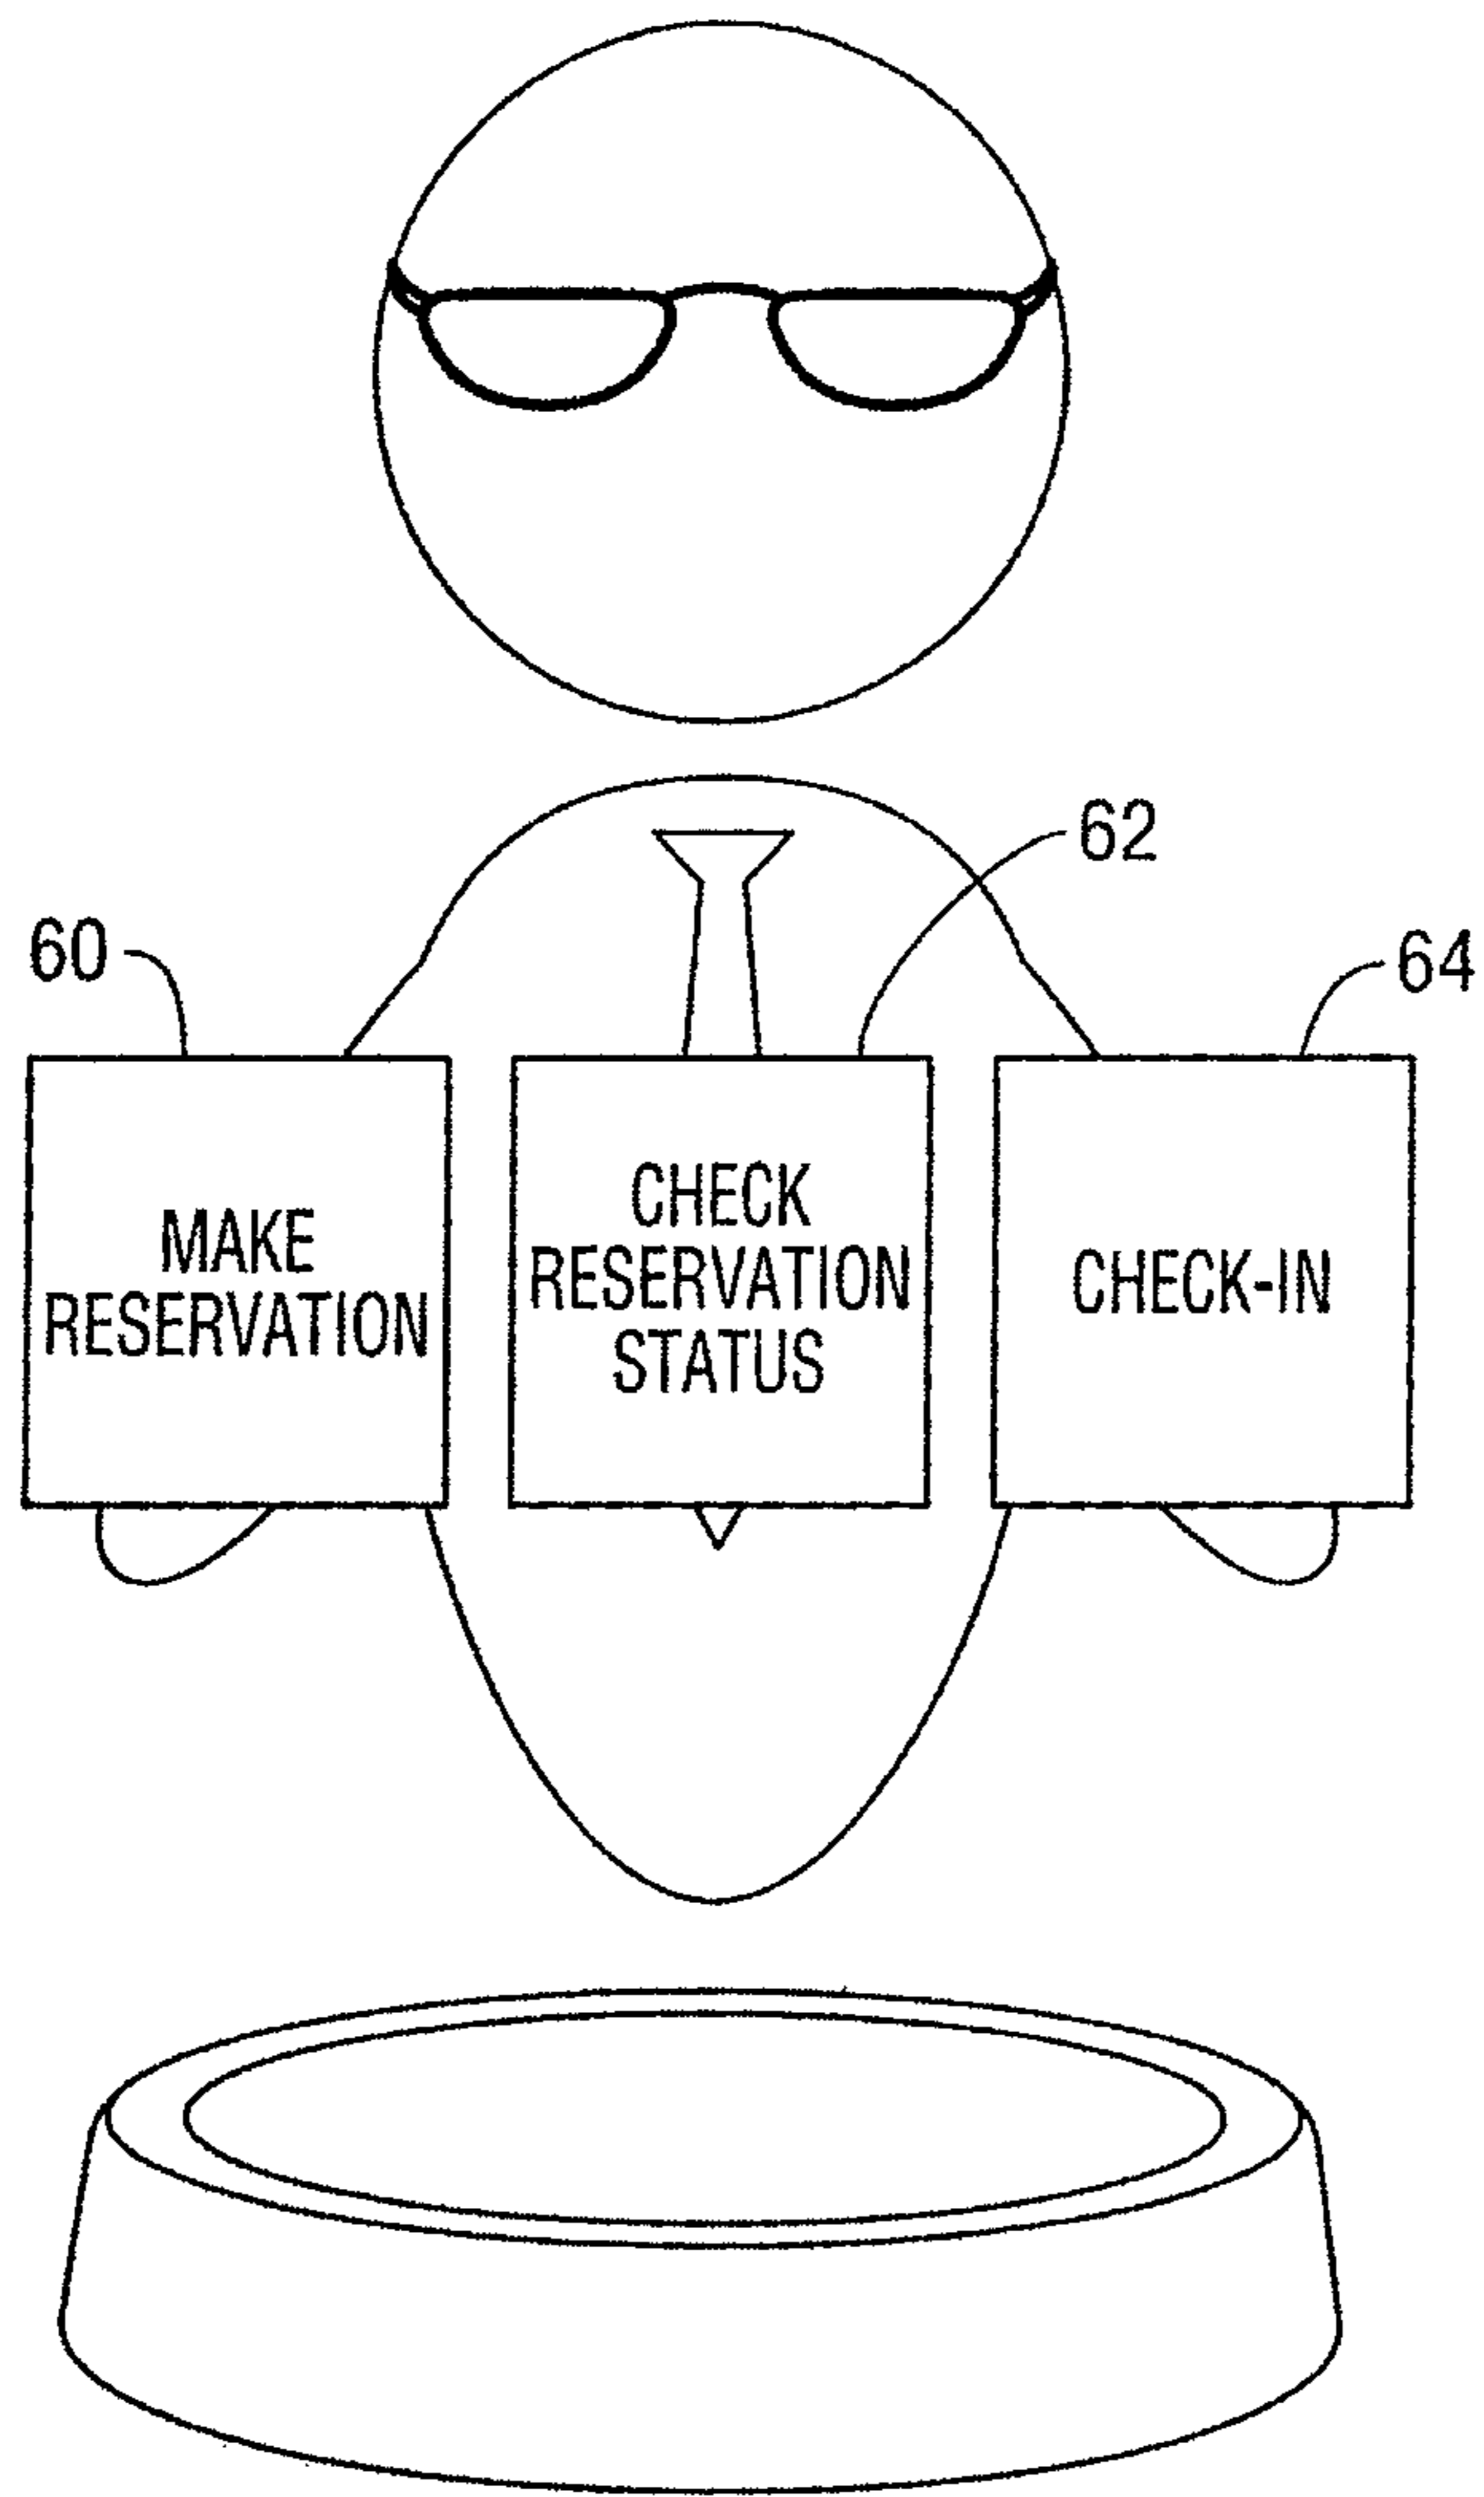 62
60
64
MAKE
RESERVATION
CHECK
RESERVATION
STATUS
CHECK-IN